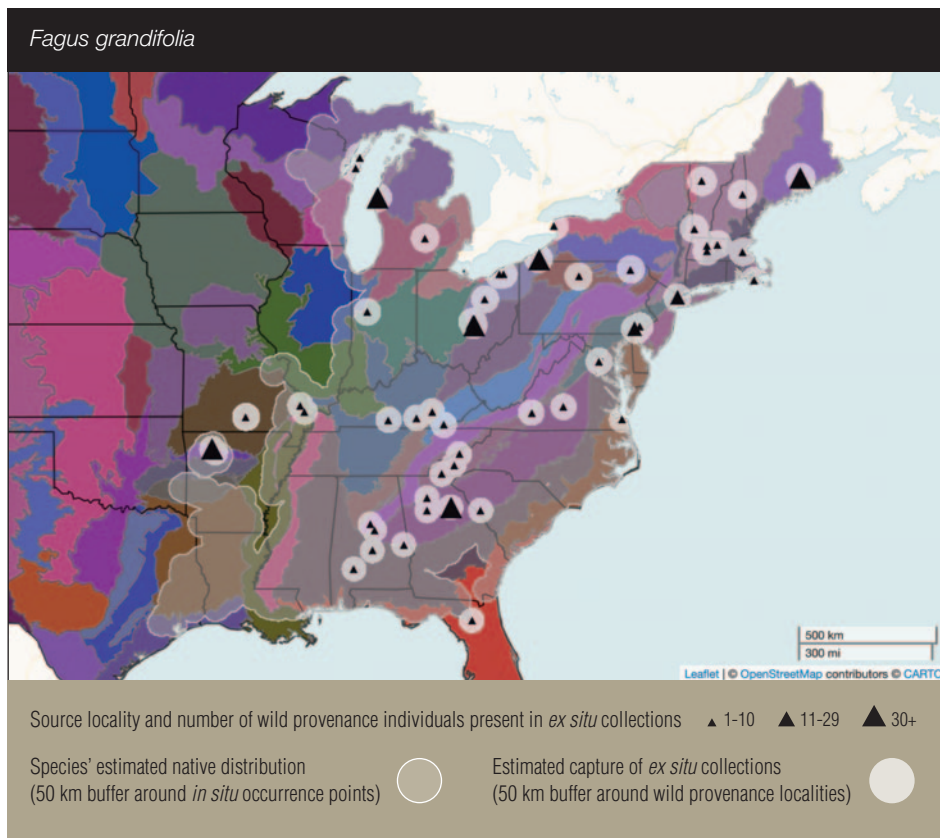 Fagus grandifolia
500 km
300 mi
Leaflet | © OpenStreetMap contributors © CARTO
Source locality and number of wild provenance individuals present in ex situ collections 1-10 11-29 30+
Species' estimated native distribution
(50 km buffer around in situ occurrence points)
Estimated capture of ex situ collections
(50 km buffer around wild provenance localities)